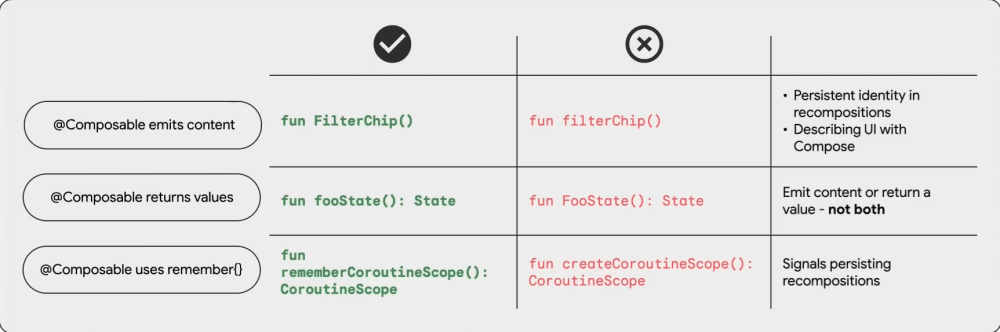 @Composable emits content
fun FilterChip()
fun filterChip()
• Persistent identity in
recompositions
• Describing UI with
Compose
@Composable returns values
fun fooState(): State
fun FooState(): State
Emit content or return a
value - not both
@Composable uses remember{}
fun
rememberCoroutineScope():
CoroutineScope
fun createCoroutineScope():
CoroutineScope
Signals persisting
recompositions